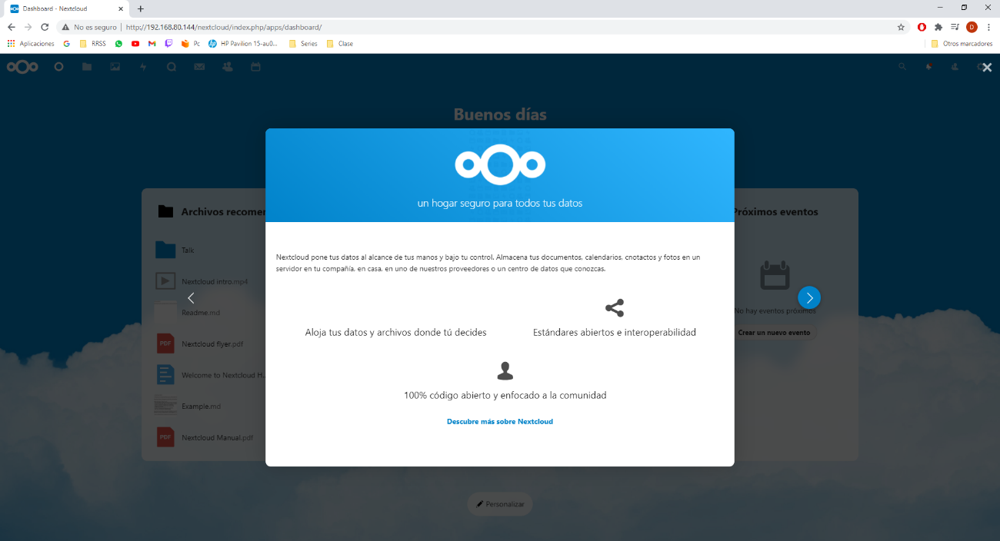 Dashboard - Nextcloud
No es seguro | http://192.168.80.144/nextcloud/index.php/apps/dashboard/
D
Aplicaciones
RRSS
Pc
HP Pavilion 15-au0...
Series
Clase
Otros marcadores
Buenos días
un hogar seguro para todos tus datos
Nextcloud pone tus datos al alcance de tus manos y bajo tu control. Almacena tus documentos, calendarios, cnotactos y fotos en un
servidor en tu compañía, en casa, en uno de nuestros proveedores o un centro de datos que conozcas.
Aloja tus datos y archivos donde tú decides
Estándares abiertos e interoperabilidad
100% código abierto y enfocado a la comunidad
Descubre más sobre Nextcloud
Archivos recomen
Talk
Nextcloud intro.mp4
Readme.md
PDF
Nextcloud flyer.pdf
Welcome to Nextcloud H...
Example.md
PDF
Nextcloud Manual.pdf
Próximos eventos
No hay eventos próximos
Crear un nuevo evento
Personalizar